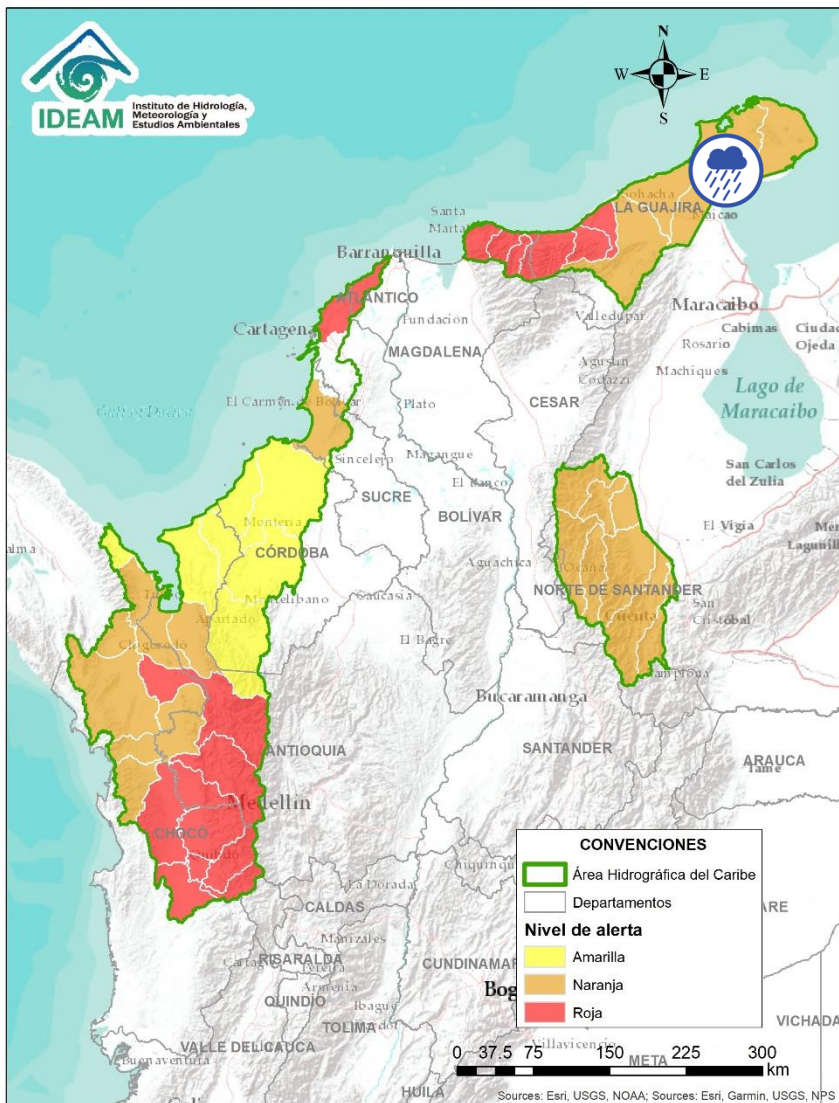 IDEAM
Instituto de Hidrología,
Meteorología y
Estudios Ambientales
N
W
E
S
Santa
Marta
LA GUAJIRA
Maicao
Barranquilla
ATLÁNTICO
Cartagena
Fundación
Valledupar
Maracaibo
Cabimas
Ciudad
Ojeda
Rosario
Machiques
MAGDALENA
Agustín
Codazzi
Lago de
Maracaibo
CESAR
El Carmen de Bolívar
Plato
Sincelejo
Magangué
San Carlos
del Zulia
SUCRE
El Banco
BOLÍVAR
Montería
El Vigía
CÓRDOBA
Aguachica
Ocaña
NORTE DE SANTANDER
Montelíbano
Caucasia
San
Cristóbal
Apartadó
Cúcuta
El Bagre
Chigorodó
Pamplona
Bucaramanga
ANTIOQUIA
SANTANDER
ARAUCA
Tame
Medellín
CHOCÓ
Quibdó
La Dorada
CALDAS
Manizales
RISARALDA
Pereira
Armenia
QUINDÍO
Ibagué
TOLIMA
VALLE DEL CAUCA
Buenaventura
HUILA
META
Villavicencio
VICHADA
CONVENCIONES
Área Hidrográfica del Caribe
Departamentos
Nivel de alerta
Amarilla
Naranja
Roja
0 37.5 75 150 225 300
km
Sources: Esri, USGS, NOAA; Sources: Esri, Garmin, USGS, NPS